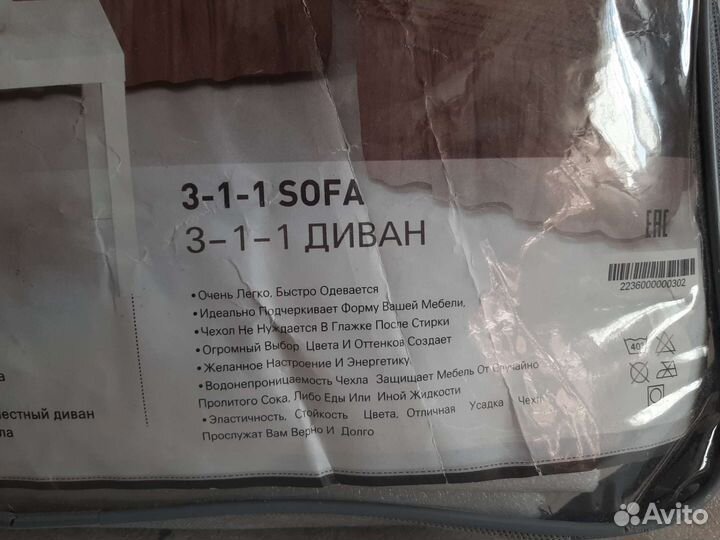 3-1-1 SOFA
3-1-1 ДИВАН
EAC
2236000000302
• Очень Легко, Быстро Одевается
• Идеально Подчеркивает Форму Вашей Мебели,
• Чехол Не Нуждается В Глажке После Стирки
• Огромный Выбор Цвета И Оттенков Создает
• Желанное Настроение И Энергетику
• Водонепроницаемость Чехла Защищает Мебель От Случайно
Пролитого Сока, Либо Еды Или Иной Жидкости
• Эластичность, Стойкость Цвета, Отличная Усадка Чехл
Прослужат Вам Верно И Долго
40
а
естный диван
ла
Avito